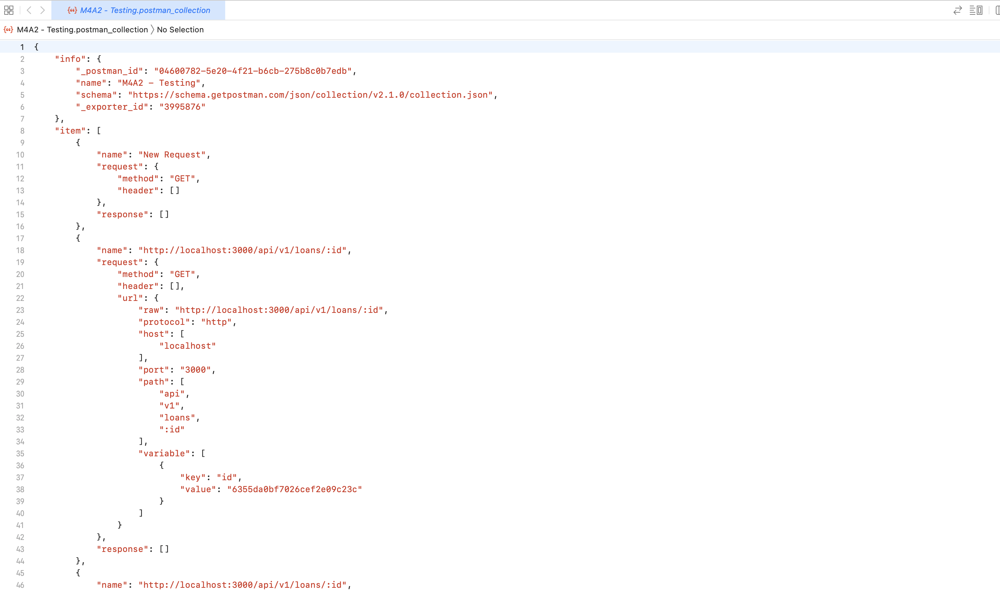 M4A2 - Testing.postman_collection
M4A2 - Testing.postman_collection No Selection
1 {
2 "info": {
3 "_postman_id": "04600782-5e20-4f21-b6cb-275b8c0b7edb",
4 "name": "M4A2 - Testing",
5 "schema": "https://schema.getpostman.com/json/collection/v2.1.0/collection.json",
6 "_exporter_id": "3995876"
7 },
8 "item": [
9 {
10 "name": "New Request",
11 "request": {
12 "method": "GET",
13 "header": []
14 },
15 "response": []
16 },
17 {
18 "name": "http://localhost:3000/api/v1/loans/:id",
19 "request": {
20 "method": "GET",
21 "header": [],
22 "url": {
23 "raw": "http://localhost:3000/api/v1/loans/:id",
24 "protocol": "http",
25 "host": [
26 "localhost"
27 ],
28 "port": "3000",
29 "path": [
30 "api",
31 "v1",
32 "loans",
33 ":id"
34 ],
35 "variable": [
36 {
37 "key": "id",
38 "value": "6355da0bf7026cef2e09c23c"
39 }
40 ]
41 }
42 },
43 "response": []
44 },
45 {
46 "name": "http://localhost:3000/api/v1/loans/:id",